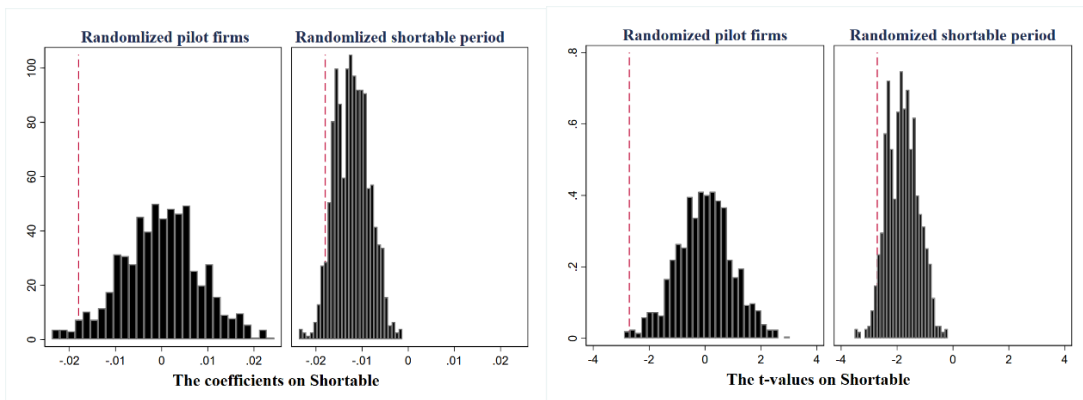 Randomlized pilot firms
Randomlized shortable period
100
80
60
40
20
0
-.02 -.01 0 .01 .02
-.02 -.01 0 .01 .02
The coefficients on Shortable
Randomized pilot firms
Randomlized shortable period
.8
.6
.4
.2
0
-4 -2 0 2 4
-4 -2 0 2 4
The t-values on Shortable